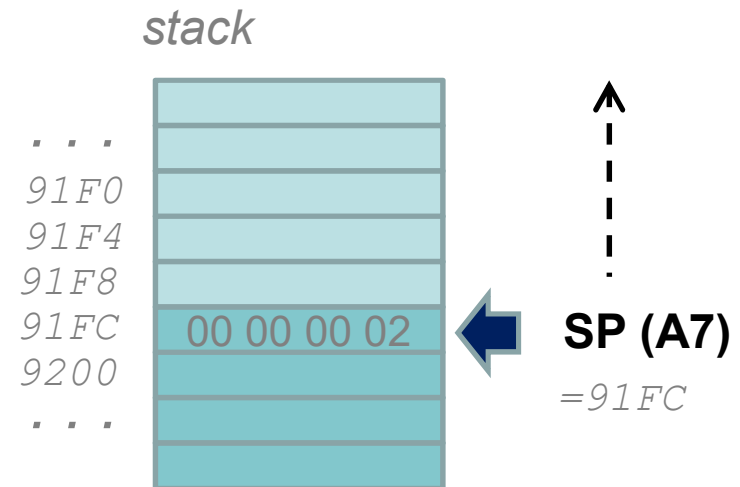 stack
. . .
91F0
91F4
91F8
91FC 00 00 00 02 SP (A7)
9200
=91FC
. . .